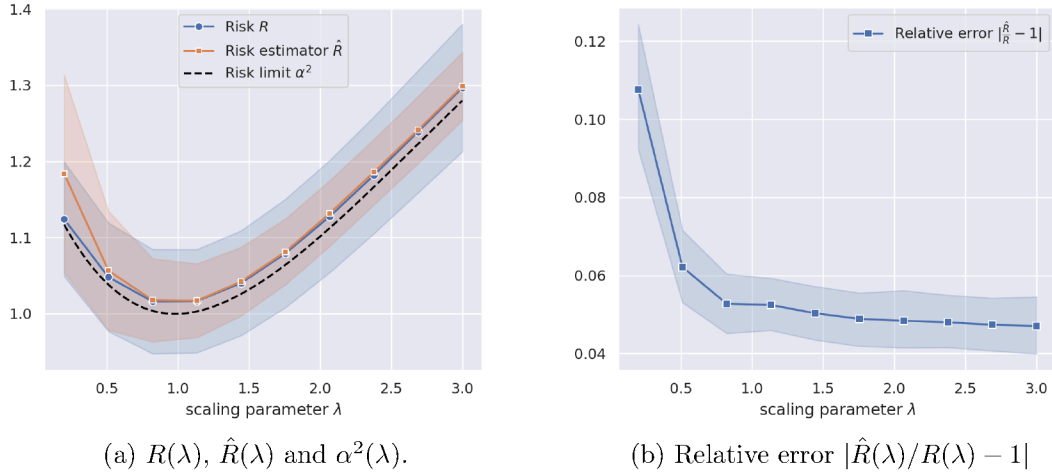 1.4
1.3
1.2
1.1
1.0
Risk R
Risk estimator R̂
Risk limit α²
0.5 1.0 1.5 2.0 2.5 3.0
scaling parameter λ
(a) R(λ), R̂(λ) and α²(λ).
0.12
0.10
0.08
0.06
0.04
Relative error |R̂/R − 1|
0.5 1.0 1.5 2.0 2.5 3.0
scaling parameter λ
(b) Relative error |R̂(λ)/R(λ) − 1|